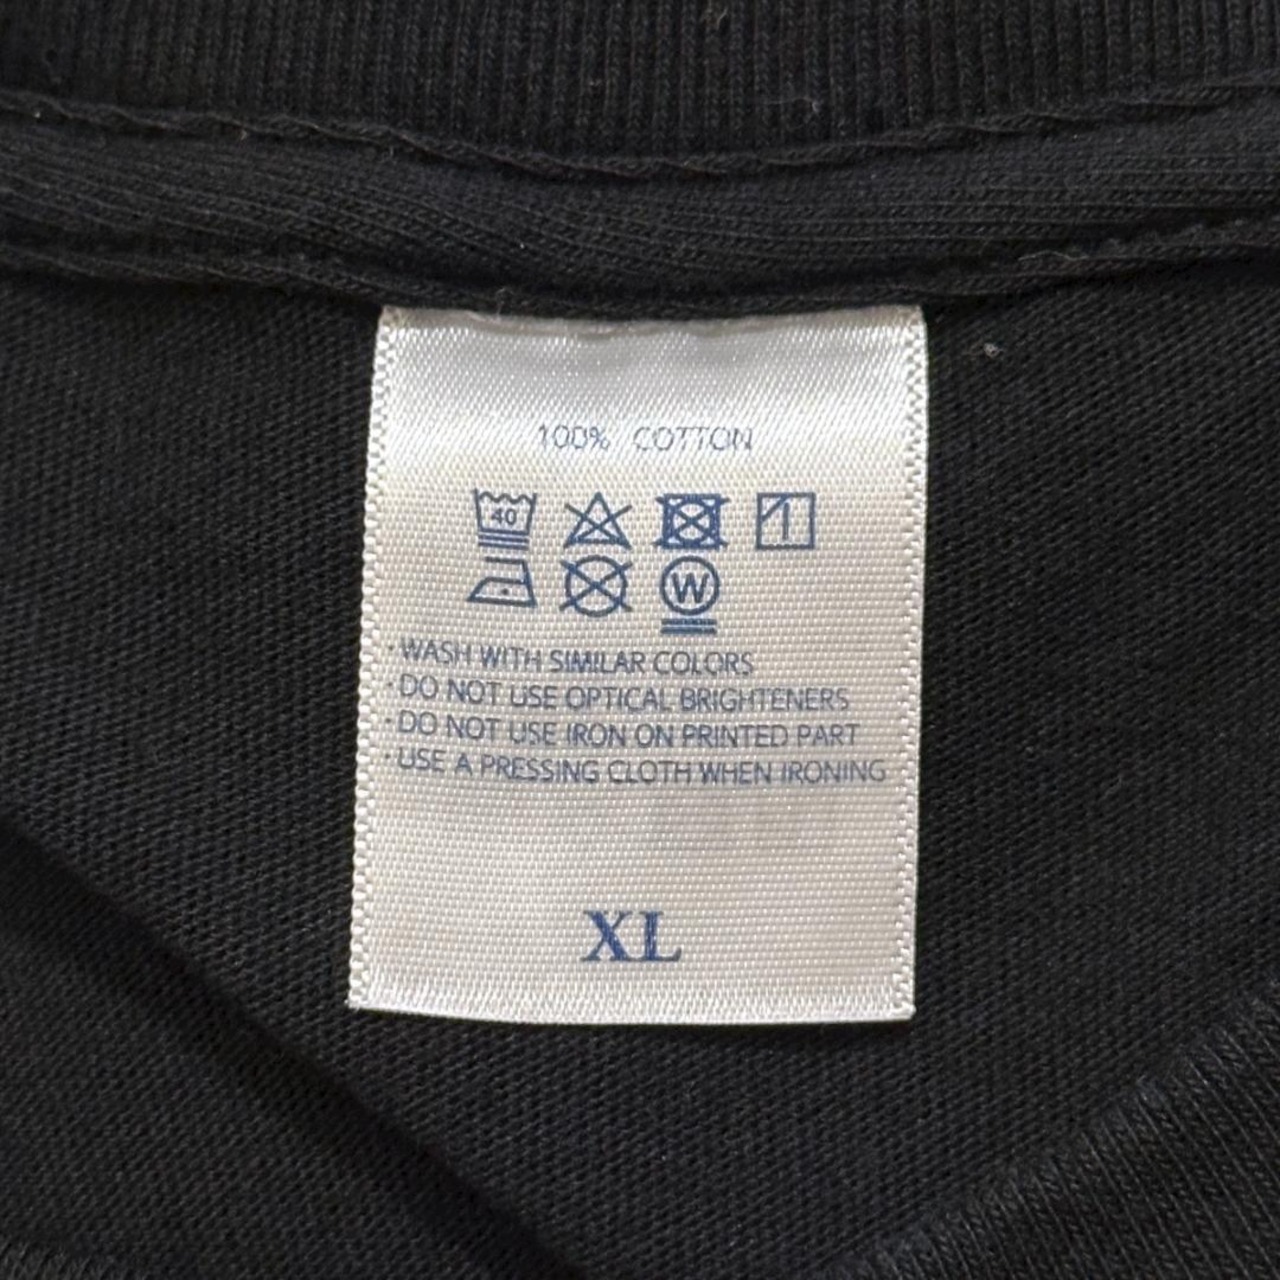 100% COTTON
40
W
·WASH WITH SIMILAR COLORS
·DO NOT USE OPTICAL BRIGHTENERS
·DO NOT USE IRON ON PRINTED PART
·USE A PRESSING CLOTH WHEN IRONING
XL